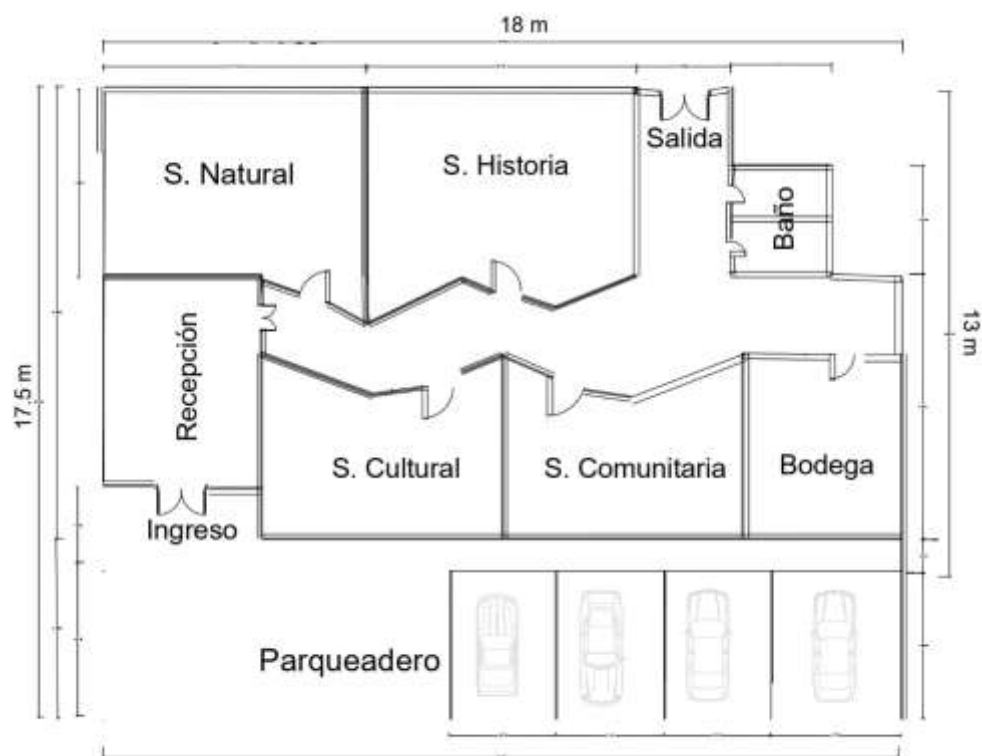 18 m
Salida
S. Natural
S. Historia
Baño
Recepción
13 m
17.5 m
S. Cultural
S. Comunitaria
Bodega
Ingreso
Parqueadero